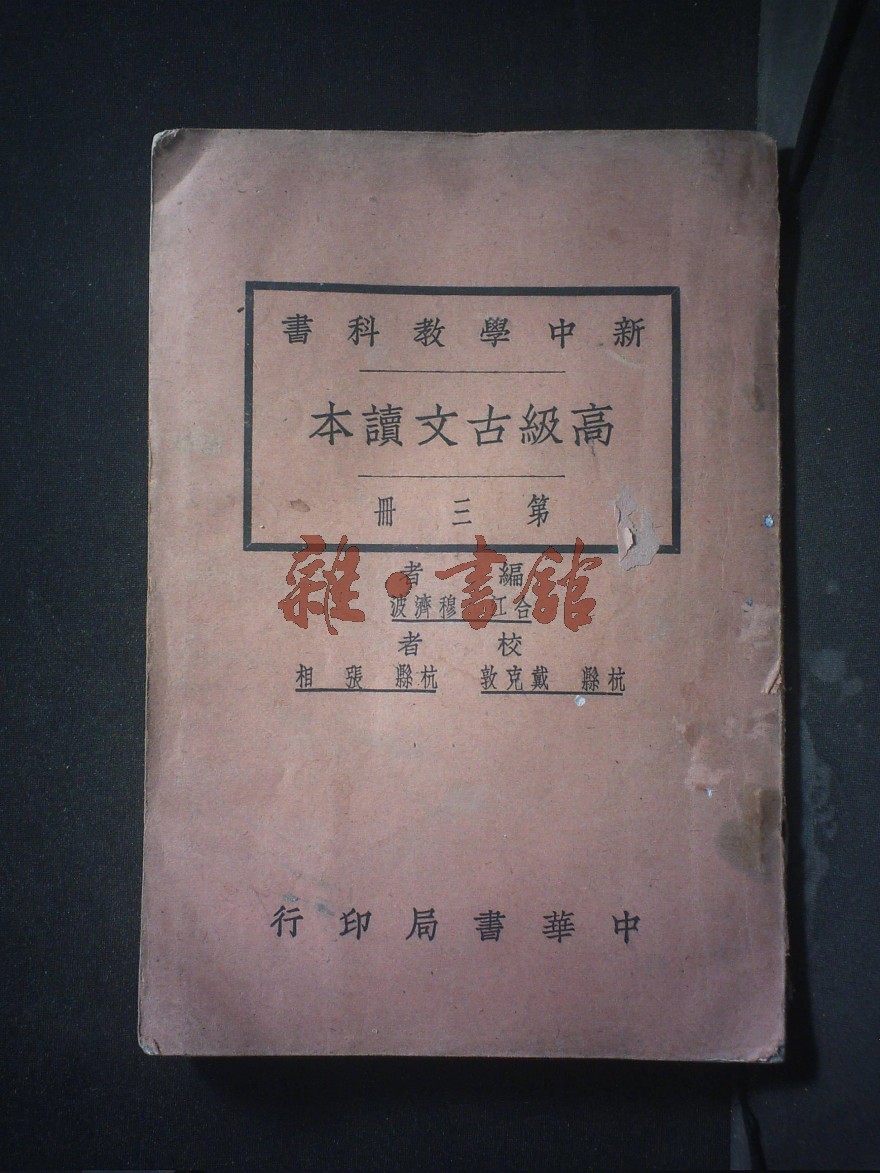 新中學教科書
高級古文讀本
第三冊
編者
合江 穆濟波
校者
杭縣 戴克敦 杭縣 張相
中華書局印行
雜·書館